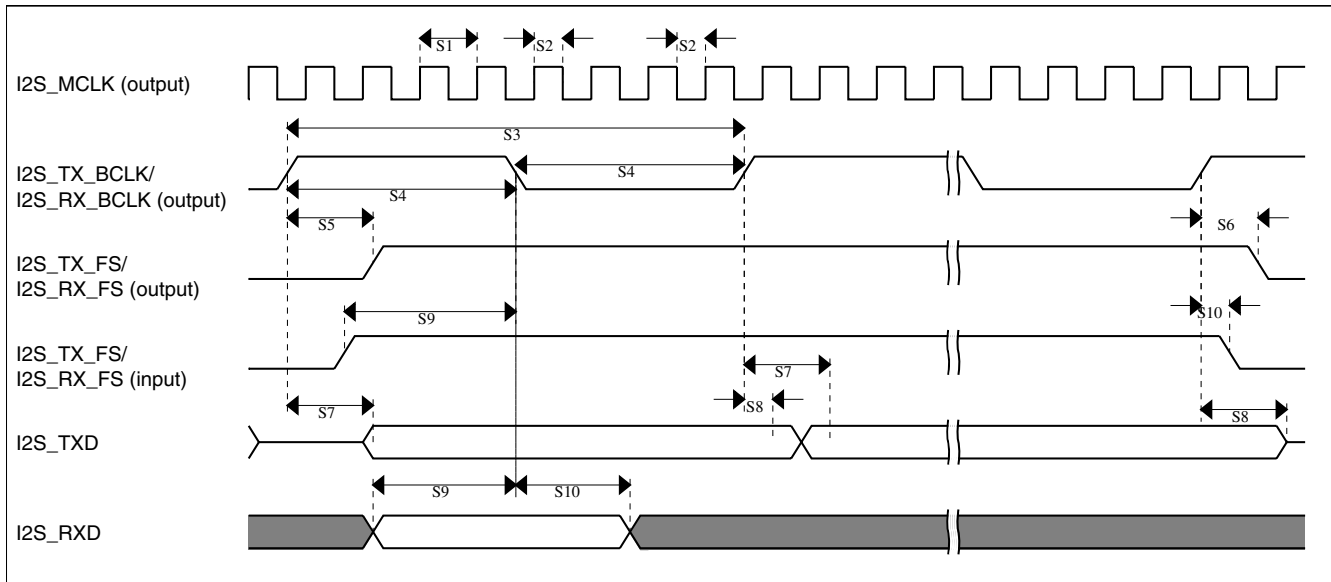 S1
S2
S2
I2S_MCLK (output)
S3
I2S_TX_BCLK/
I2S_RX_BCLK (output)
S4
S4
S5
S6
I2S_TX_FS/
I2S_RX_FS (output)
S9
S10
I2S_TX_FS/
I2S_RX_FS (input)
S7
S7
S8
S8
I2S_TXD
S9
S10
I2S_RXD